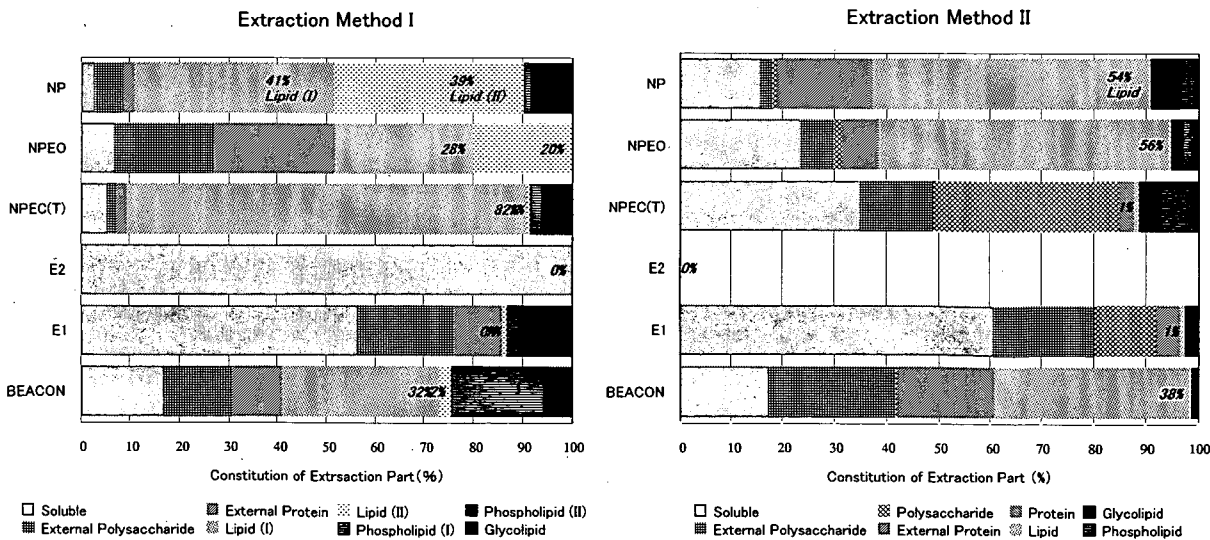 Extraction Method I
NP
41%
Lipid (I)
39%
Lipid (II)
NPEO
28%
20%
NPEC(T)
82%
E2
0%
E1
BEACON
32%
2%
0 10 20 30 40 50 60 70 80 90 100
Constitution of Extrsaction Part(%)
Soluble
External Protein
Lipid (II)
Phospholipid (II)
External Polysaccharide
Lipid (I)
Phospholipid (I)
Glycolipid
Extraction Method II
NP
54%
Lipid
NPEO
56%
NPEC(T)
1%
E2
0%
E1
1%
BEACON
38%
0 10 20 30 40 50 60 70 80 90 100
Constitution of Extraction Part (%)
Soluble
Polysaccharide
Protein
Glycolipid
External Polysaccharide
External Protein
Lipid
Phospholipid